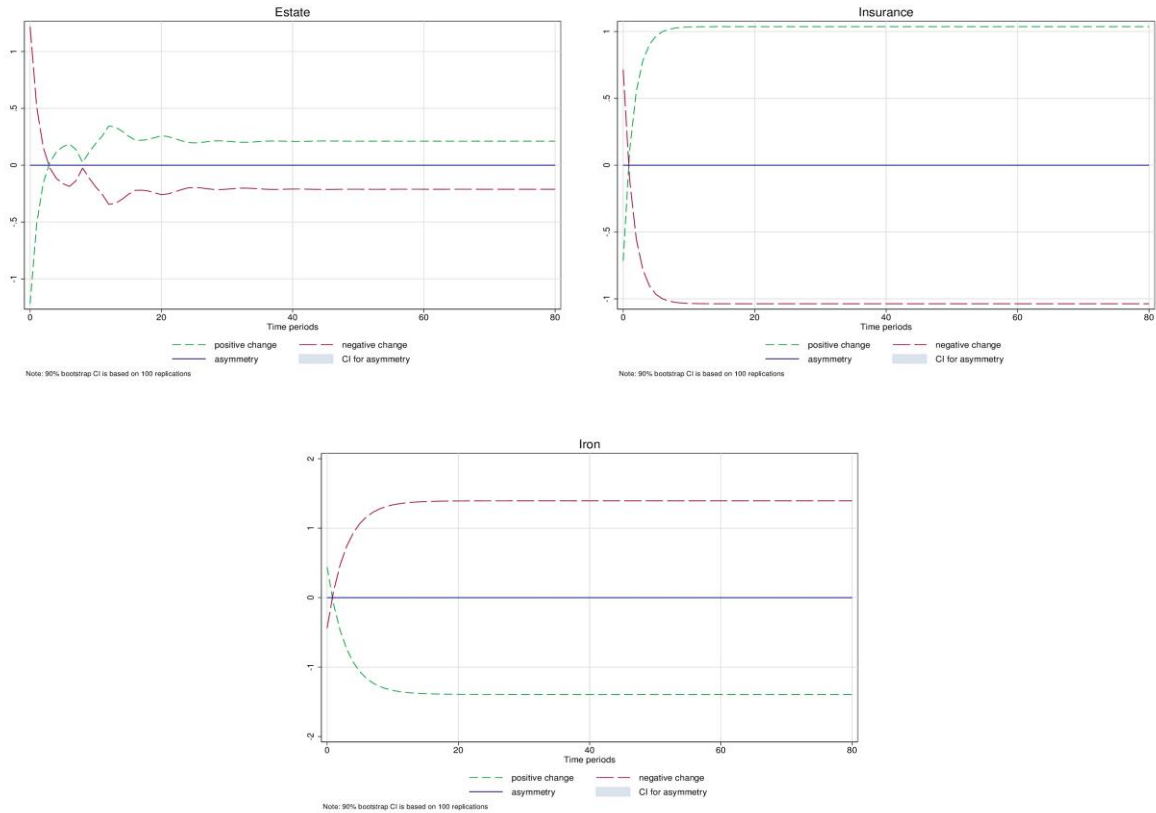 Estate
1
.5
0
-.5
-1
0 20 40 60 80
Time periods
positive change negative change
asymmetry CI for asymmetry
Note: 90% bootstrap CI is based on 100 replications
Insurance
1
.5
0
-.5
-1
0 20 40 60 80
Time periods
positive change negative change
asymmetry CI for asymmetry
Note: 90% bootstrap CI is based on 100 replications
Iron
2
1
0
-1
-2
0 20 40 60 80
Time periods
positive change negative change
asymmetry CI for asymmetry
Note: 90% bootstrap CI is based on 100 replications